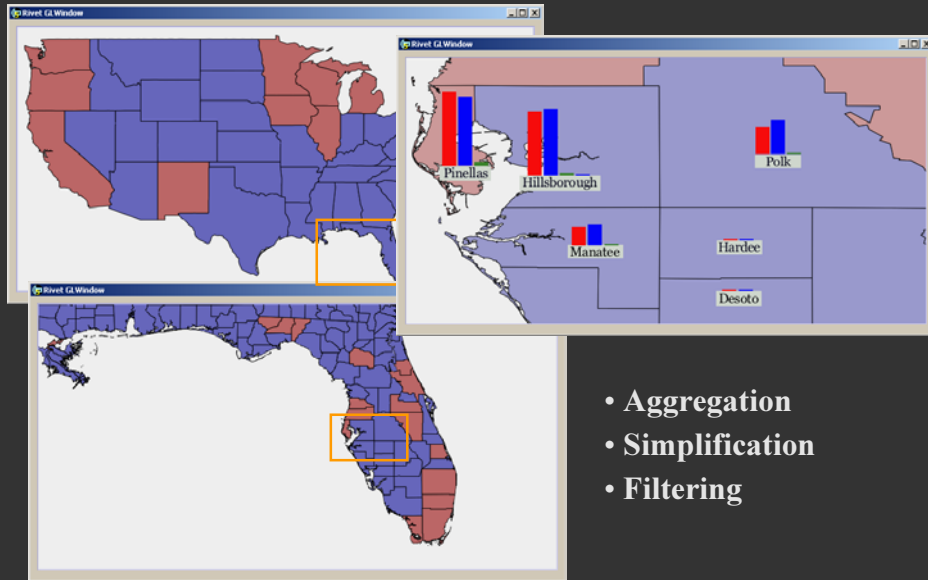 Rivet GLWindow
Rivet GLWindow
Pinellas
Hillsborough
Polk
Manatee
Hardee
Desoto
Rivet GLWindow
• Aggregation
• Simplification
• Filtering